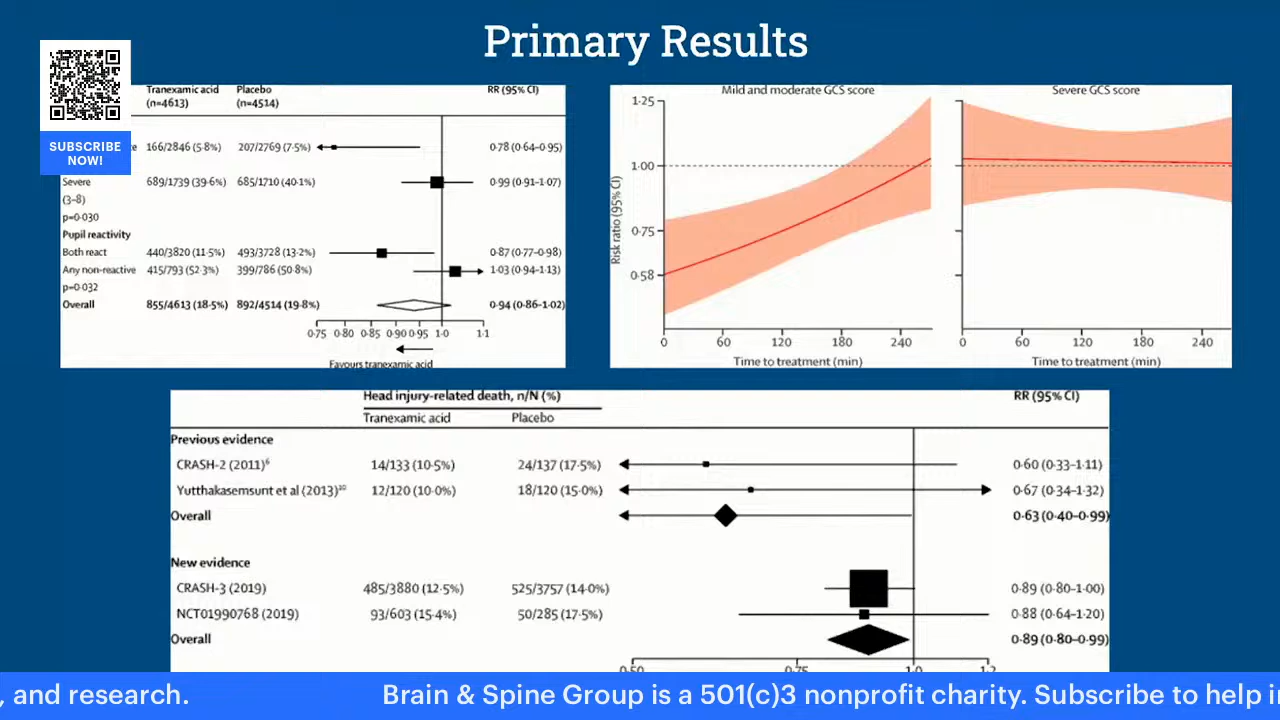 Primary Results
SUBSCRIBE
NOW!
Tranexamic acid
(n=4613)
Placebo
(n=4514)
RR (95% CI)
166/2846 (5·8%) 207/2769 (7·5%) 0·78 (0·64–0·95)
Severe 689/1739 (39·6%) 685/1710 (40·1%) 0·99 (0·91–1·07)
(3–8)
p=0·030
Pupil reactivity
Both react 440/3820 (11·5%) 493/3728 (13·2%) 0·87 (0·77–0·98)
Any non-reactive 415/793 (52·3%) 399/786 (50·8%) 1·03 (0·94–1·13)
p=0·032
Overall 855/4613 (18·5%) 892/4514 (19·8%) 0·94 (0·86–1·02)
0·75 0·80 0·85 0·90 0·95 1·0 1·1
Favours tranexamic acid
Mild and moderate GCS score
Severe GCS score
Risk ratio (95% CI)
1·25
1·00
0·75
0·58
0 60 120 180 240
0 60 120 180 240
Time to treatment (min)
Time to treatment (min)
Head injury-related death, n/N (%) RR (95% CI)
Tranexamic acid Placebo
Previous evidence
CRASH-2 (2011)⁶ 14/133 (10·5%) 24/137 (17·5%) 0·60 (0·33–1·11)
Yutthakasemsunt et al (2013)¹⁰ 12/120 (10·0%) 18/120 (15·0%) 0·67 (0·34–1·32)
Overall 0·63 (0·40–0·99)
New evidence
CRASH-3 (2019) 485/3880 (12·5%) 525/3757 (14·0%) 0·89 (0·80–1·00)
NCT01990768 (2019) 93/603 (15·4%) 50/285 (17·5%) 0·88 (0·64–1·20)
Overall 0·89 (0·80–0·99)
0·50 0·75 1·0 1·2
, and research. Brain & Spine Group is a 501(c)3 nonprofit charity. Subscribe to help